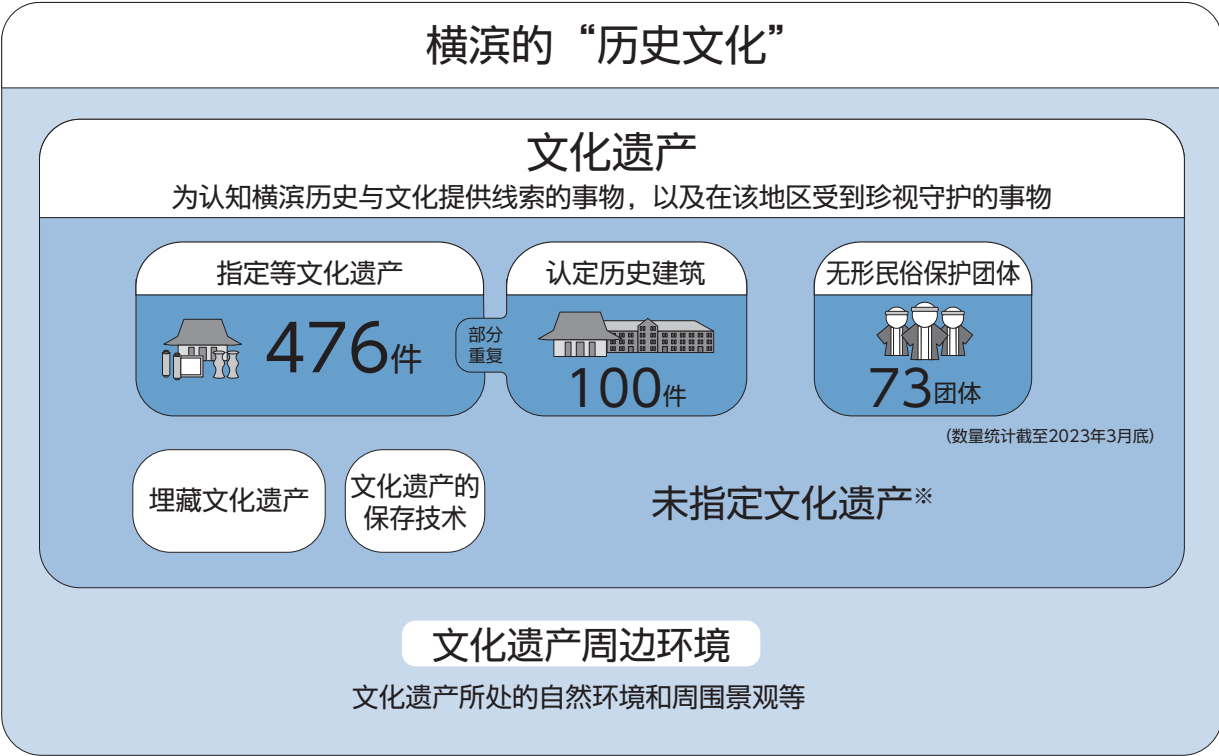 横滨的“历史文化”
文化遗产
为认知横滨历史与文化提供线索的事物，以及在该地区受到珍视守护的事物
指定等文化遗产
476件
部分
重复
认定历史建筑
100件
无形民俗保护团体
73团体
（数量统计截至2023年3月底）
埋藏文化遗产
文化遗产的
保存技术
未指定文化遗产※
文化遗产周边环境
文化遗产所处的自然环境和周围景观等